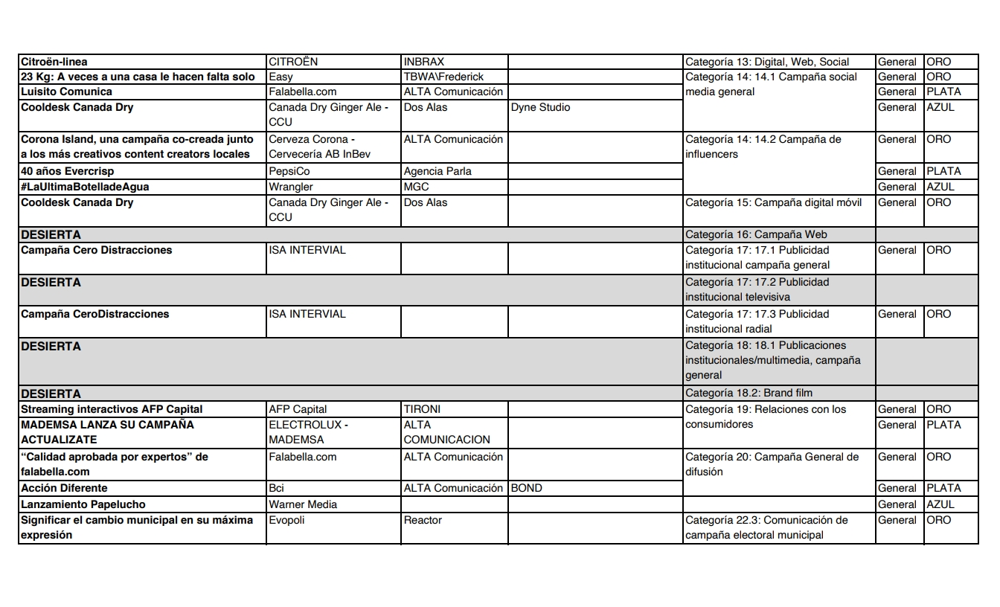 Citroën-linea CITROËN INBRAX Categoría 13: Digital, Web, Social General ORO
23 Kg: A veces a una casa le hacen falta solo Easy TBWA\Frederick Categoría 14: 14.1 Campaña social General ORO
Luisito Comunica Falabella.com ALTA Comunicación media general General PLATA
Cooldesk Canada Dry Canada Dry Ginger Ale - Dos Alas Dyne Studio General AZUL
CCU
Corona Island, una campaña co-creada junto Cerveza Corona - ALTA Comunicación Categoría 14: 14.2 Campaña de General ORO
a los más creativos content creators locales Cervecería AB InBev influencers
40 años Evercrisp PepsiCo Agencia Parla General PLATA
#LaUltimaBotelladeAgua Wrangler MGC General AZUL
Cooldesk Canada Dry Canada Dry Ginger Ale - Dos Alas Categoría 15: Campaña digital móvil General ORO
CCU
DESIERTA Categoría 16: Campaña Web
Campaña Cero Distracciones ISA INTERVIAL Categoría 17: 17.1 Publicidad General ORO
institucional campaña general
DESIERTA Categoría 17: 17.2 Publicidad
institucional televisiva
Campaña CeroDistracciones ISA INTERVIAL Categoría 17: 17.3 Publicidad General ORO
institucional radial
DESIERTA Categoría 18: 18.1 Publicaciones
institucionales/multimedia, campaña
general
DESIERTA Categoría 18.2: Brand film
Streaming interactivos AFP Capital AFP Capital TIRONI Categoría 19: Relaciones con los General ORO
MADEMSA LANZA SU CAMPAÑA ELECTROLUX - ALTA consumidores General PLATA
ACTUALIZATE MADEMSA COMUNICACION
“Calidad aprobada por expertos” de Falabella.com ALTA Comunicación Categoría 20: Campaña General de General ORO
falabella.com difusión
Acción Diferente Bci ALTA Comunicación BOND General PLATA
Lanzamiento Papelucho Warner Media General AZUL
Significar el cambio municipal en su máxima Evopoli Reactor Categoría 22.3: Comunicación de General ORO
expresión campaña electoral municipal